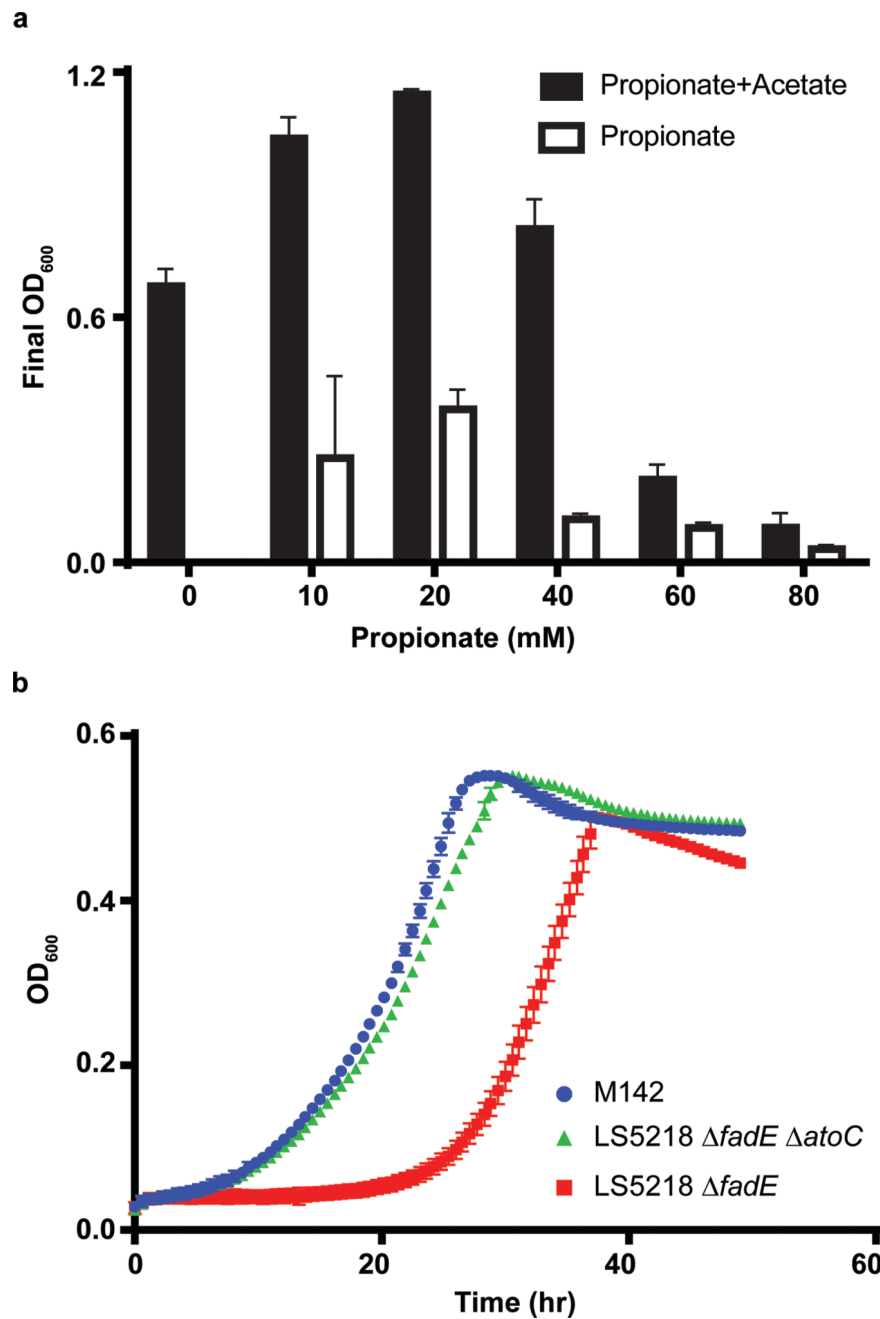 a
1.2
Propionate+Acetate
Propionate
0.6
Final OD600
0.0
0 10 20 40 60 80
Propionate (mM)
b
0.6
0.4
OD600
0.2
M142
LS5218 ΔfadE ΔatoC
LS5218 ΔfadE
0.0
0 20 40 60
Time (hr)